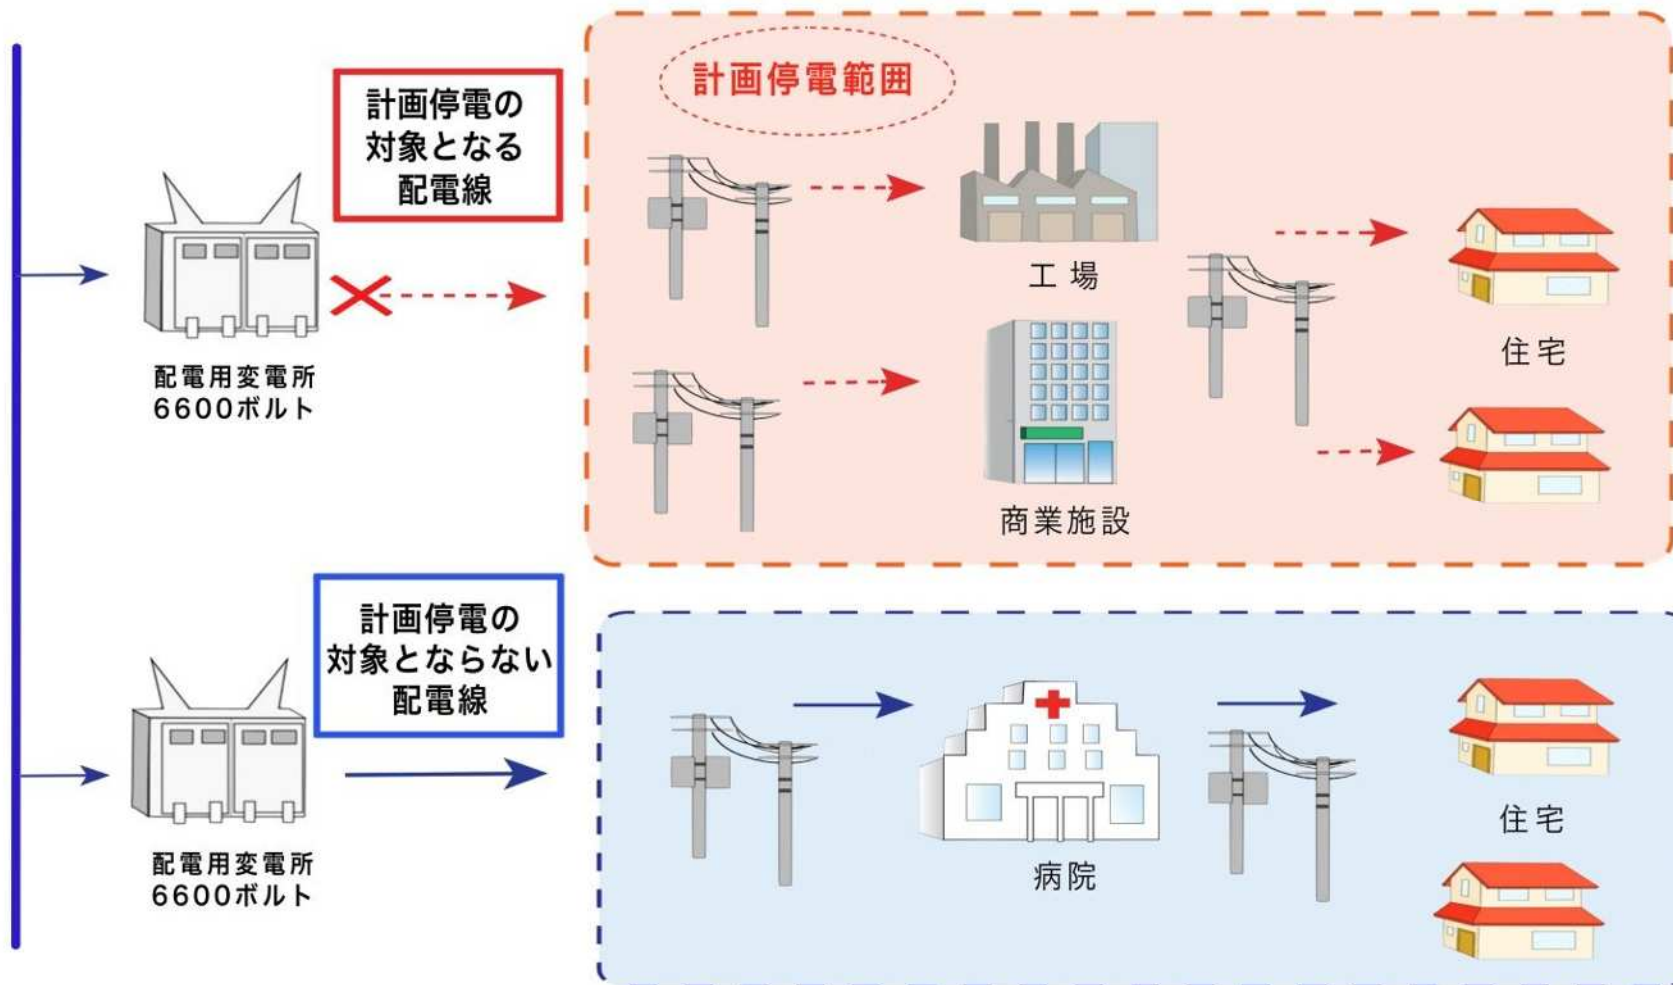 計画停電範囲
計画停電の
対象となる
配電線
工場
住宅
配電用変電所
6600ボルト
商業施設
計画停電の
対象とならない
配電線
住宅
病院
配電用変電所
6600ボルト